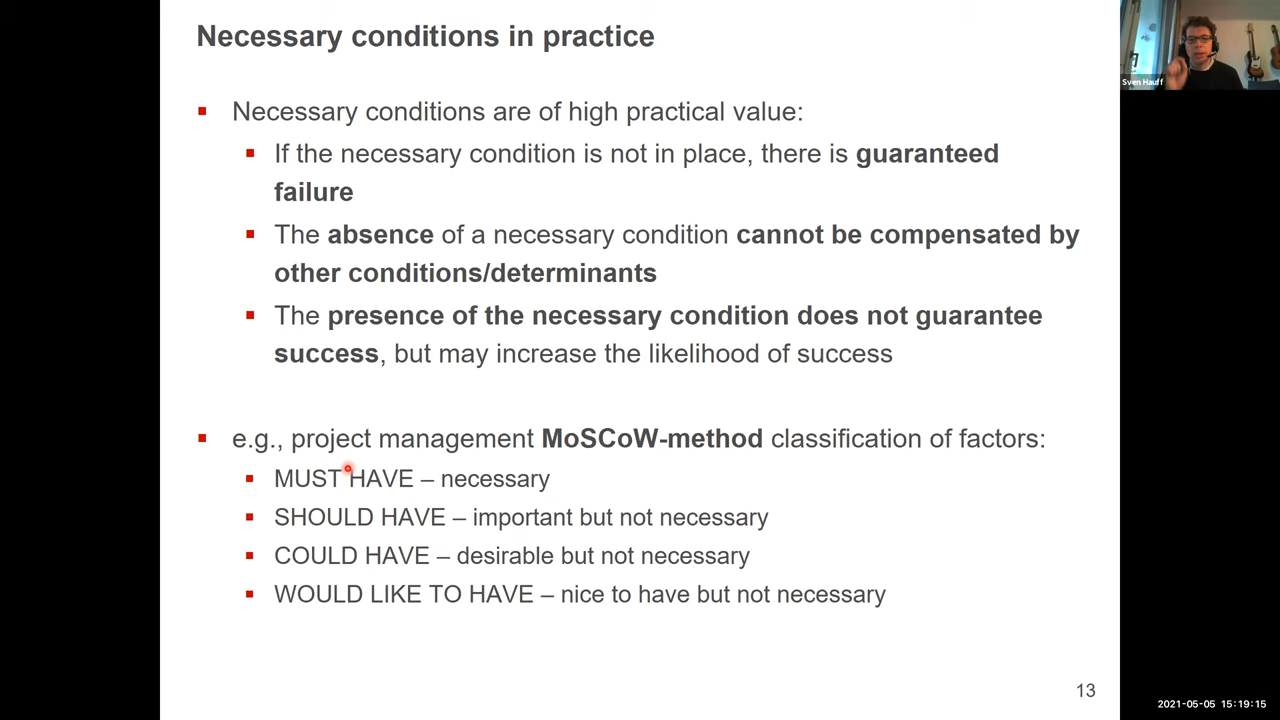 Necessary conditions in practice
Sven Hauff
Necessary conditions are of high practical value:
If the necessary condition is not in place, there is guaranteed
failure
The absence of a necessary condition cannot be compensated by
other conditions/determinants
The presence of the necessary condition does not guarantee
success, but may increase the likelihood of success
e.g., project management MoSCoW-method classification of factors:
MUST HAVE – necessary
SHOULD HAVE – important but not necessary
COULD HAVE – desirable but not necessary
WOULD LIKE TO HAVE – nice to have but not necessary
13
2021-05-05 15:19:15